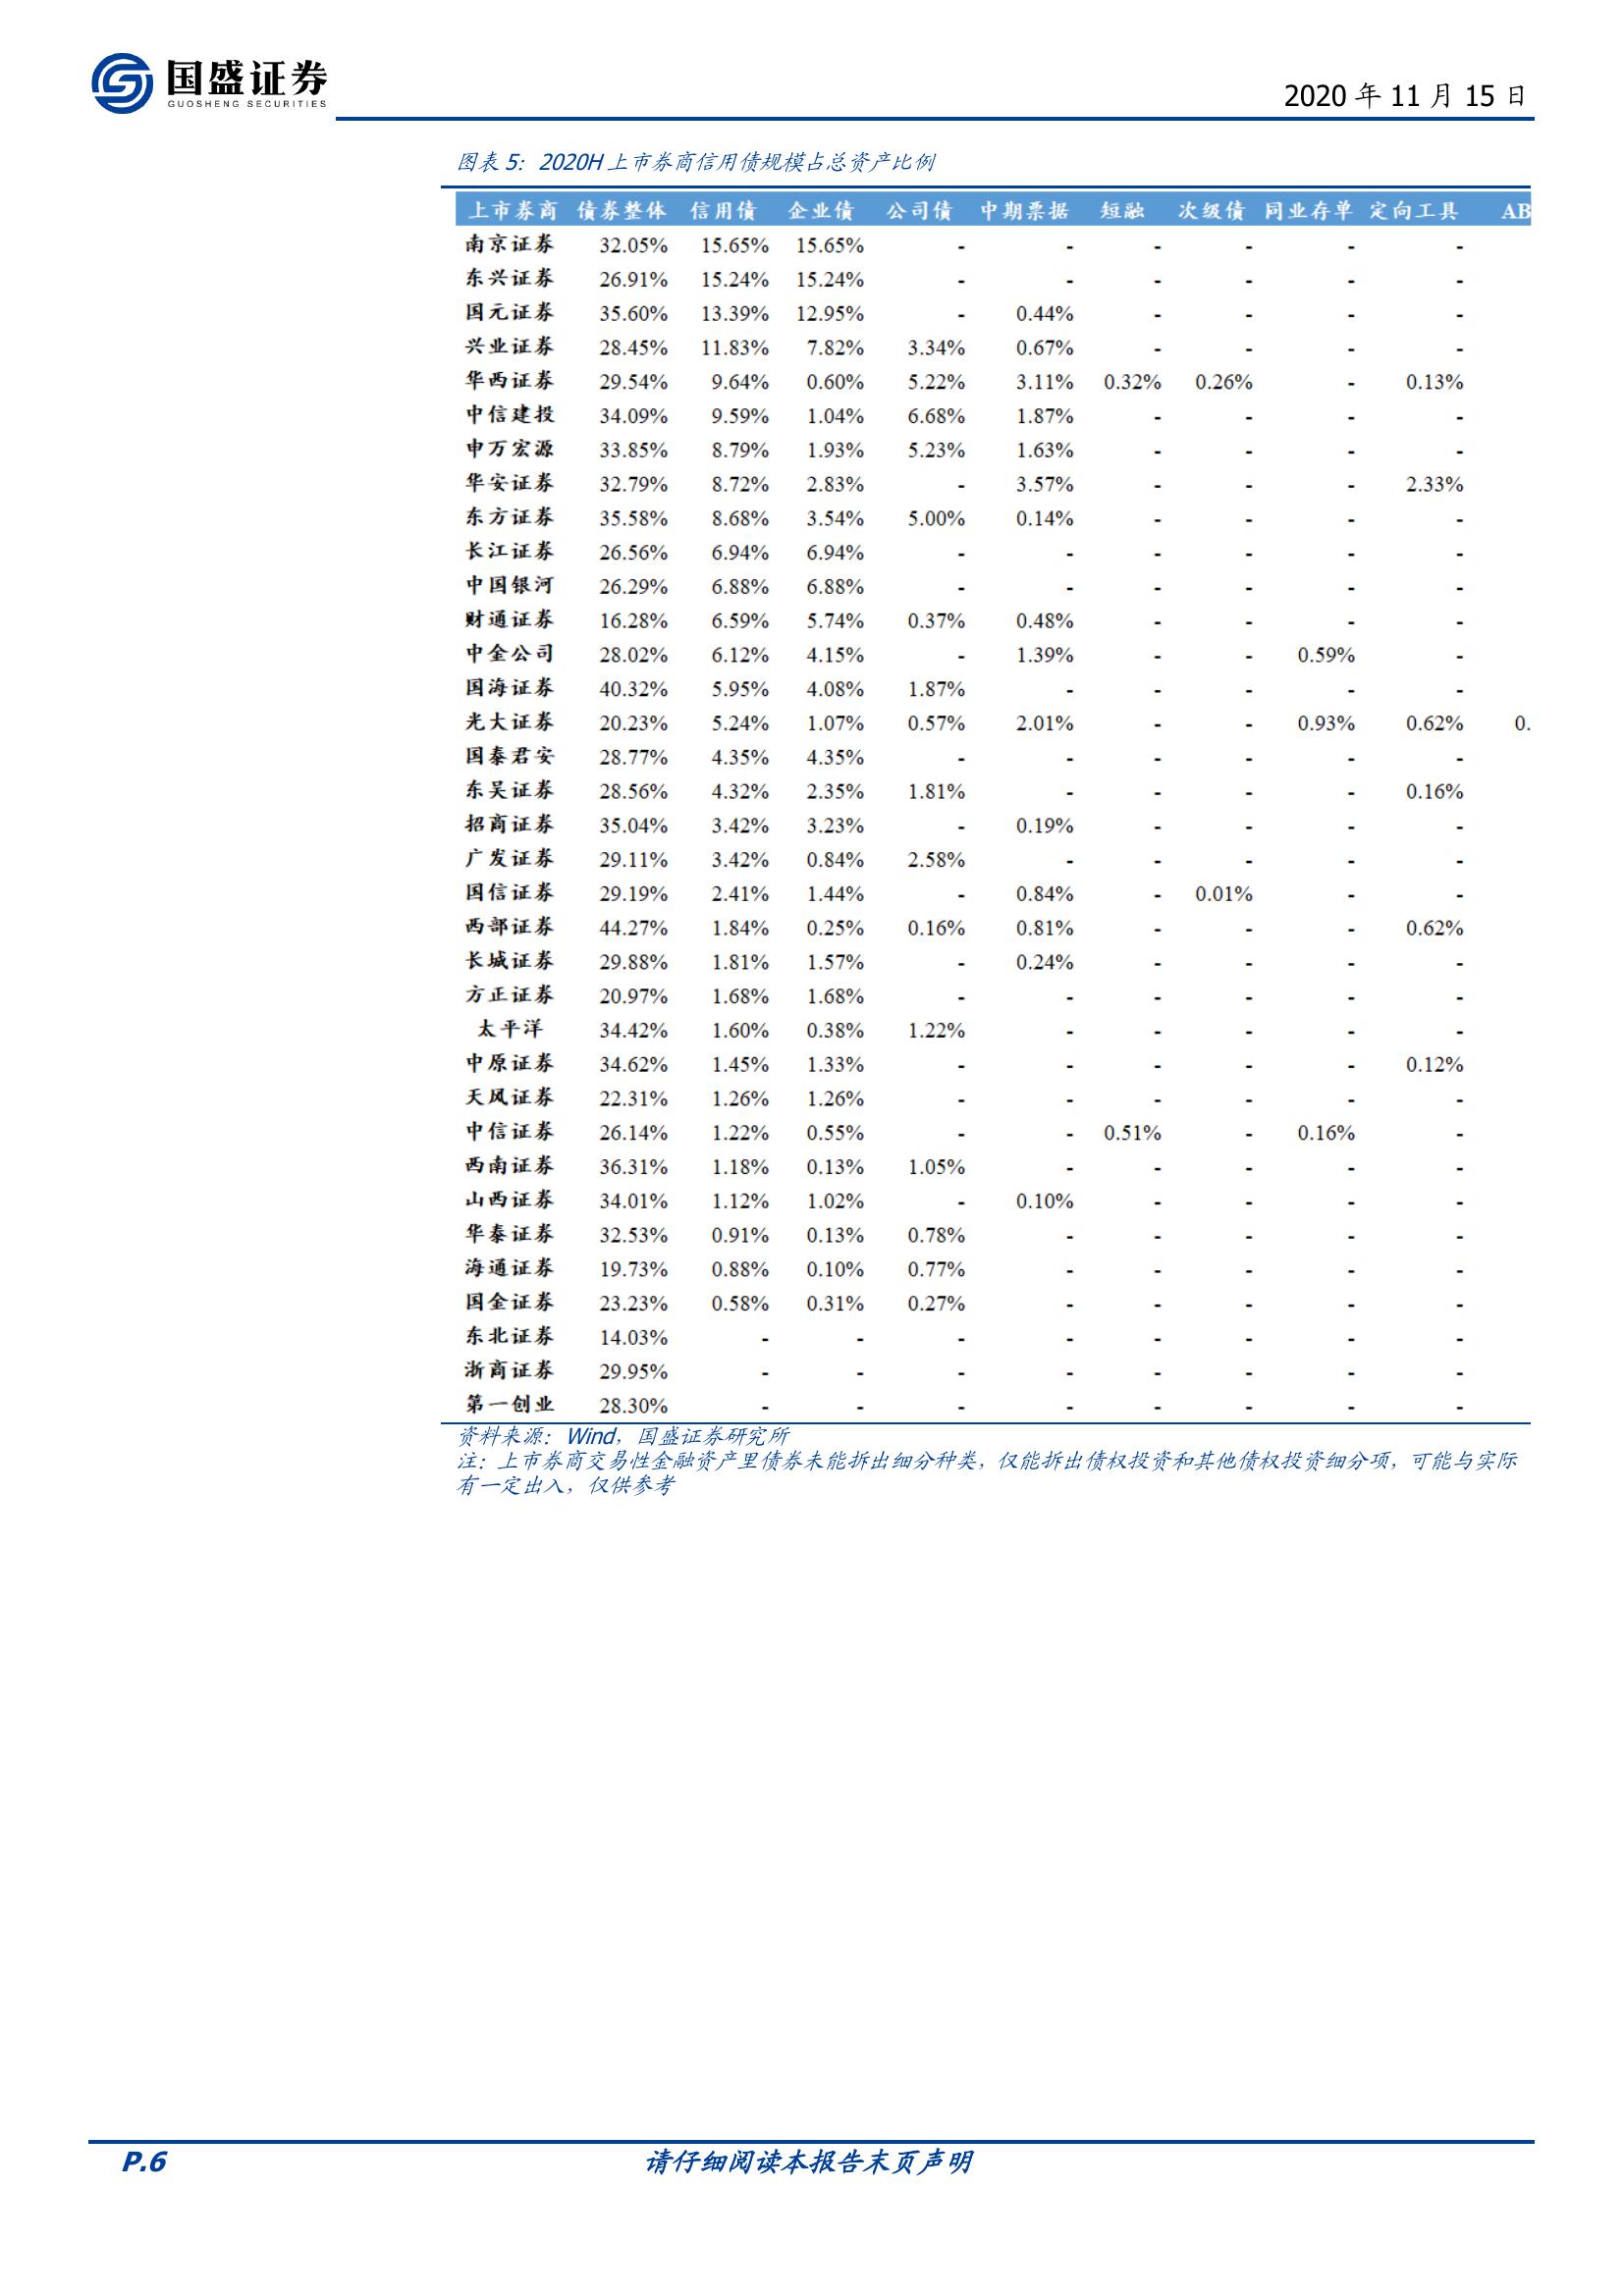 国盛证券
GUOSHENG SECURITIES
2020 年 11 月 15 日
图表 5：2020H 上市券商信用债规模占总资产比例
上市券商 债券整体 信用债 企业债 公司债 中期票据 短融 次级债 同业存单 定向工具 AB
南京证券 32.05% 15.65% 15.65% - - - - - -
东兴证券 26.91% 15.24% 15.24% - - - - - -
国元证券 35.60% 13.39% 12.95% - 0.44% - - - -
兴业证券 28.45% 11.83% 7.82% 3.34% 0.67% - - - -
华西证券 29.54% 9.64% 0.60% 5.22% 3.11% 0.32% 0.26% - 0.13%
中信建投 34.09% 9.59% 1.04% 6.68% 1.87% - - - -
申万宏源 33.85% 8.79% 1.93% 5.23% 1.63% - - - -
华安证券 32.79% 8.72% 2.83% - 3.57% - - - 2.33%
东方证券 35.58% 8.68% 3.54% 5.00% 0.14% - - - -
长江证券 26.56% 6.94% 6.94% - - - - - -
中国银河 26.29% 6.88% 6.88% - - - - - -
财通证券 16.28% 6.59% 5.74% 0.37% 0.48% - - - -
中金公司 28.02% 6.12% 4.15% - 1.39% - - 0.59% -
国海证券 40.32% 5.95% 4.08% 1.87% - - - - -
光大证券 20.23% 5.24% 1.07% 0.57% 2.01% - - 0.93% 0.62% 0.
国泰君安 28.77% 4.35% 4.35% - - - - - -
东吴证券 28.56% 4.32% 2.35% 1.81% - - - - 0.16%
招商证券 35.04% 3.42% 3.23% - 0.19% - - - -
广发证券 29.11% 3.42% 0.84% 2.58% - - - - -
国信证券 29.19% 2.41% 1.44% - 0.84% - 0.01% - -
西部证券 44.27% 1.84% 0.25% 0.16% 0.81% - - - 0.62%
长城证券 29.88% 1.81% 1.57% - 0.24% - - - -
方正证券 20.97% 1.68% 1.68% - - - - - -
太平洋 34.42% 1.60% 0.38% 1.22% - - - - -
中原证券 34.62% 1.45% 1.33% - - - - - 0.12%
天风证券 22.31% 1.26% 1.26% - - - - - -
中信证券 26.14% 1.22% 0.55% - - 0.51% - 0.16% -
西南证券 36.31% 1.18% 0.13% 1.05% - - - - -
山西证券 34.01% 1.12% 1.02% - 0.10% - - - -
华泰证券 32.53% 0.91% 0.13% 0.78% - - - - -
海通证券 19.73% 0.88% 0.10% 0.77% - - - - -
国金证券 23.23% 0.58% 0.31% 0.27% - - - - -
东北证券 14.03% - - - - - - - -
浙商证券 29.95% - - - - - - - -
第一创业 28.30% - - - - - - - -
资料来源：Wind，国盛证券研究所
注：上市券商交易性金融资产里债券未能拆出细分种类，仅能拆出债权投资和其他债权投资细分项，可能与实际
有一定出入，仅供参考
P.6
请仔细阅读本报告末页声明